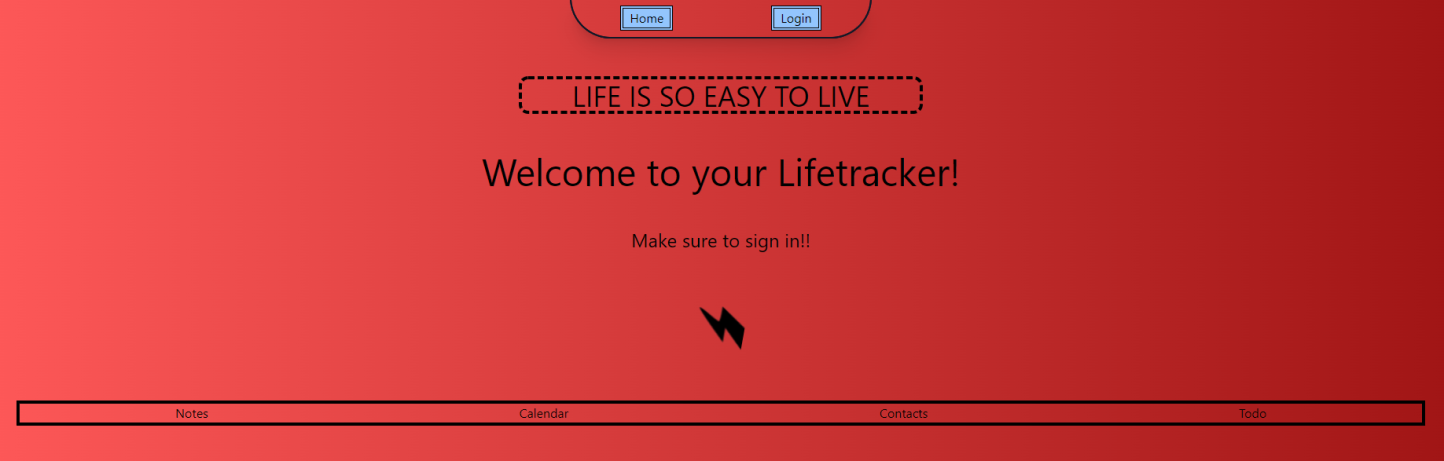 Home Login
LIFE IS SO EASY TO LIVE
Welcome to your Lifetracker!
Make sure to sign in!!
Notes Calendar Contacts Todo